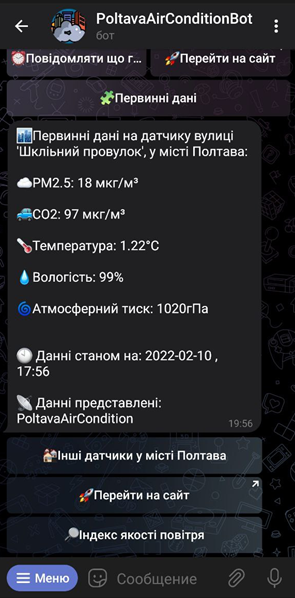 PoltavaAirConditionBot
бот
⏰Повідомляти що г...
🚀Перейти на сайт
🧩Первинні дані
🏙Первинні дані на датчику вулиці
'Шкільний провулок', у місті Полтава:
☁️PM2.5: 18 мкг/м³
🚙CO2: 97 мкг/м³
🌡Температура: 1.22°C
💧Вологість: 99%
🌀Атмосферний тиск: 1020гПа
🕙 Данні станом на: 2022-02-10 ,
17:56
📡 Данні представлені:
PoltavaAirCondition
19:56
Інші датчики у місті Полтава
🚀Перейти на сайт
🔎Індекс якості повітря
Меню
Сообщение